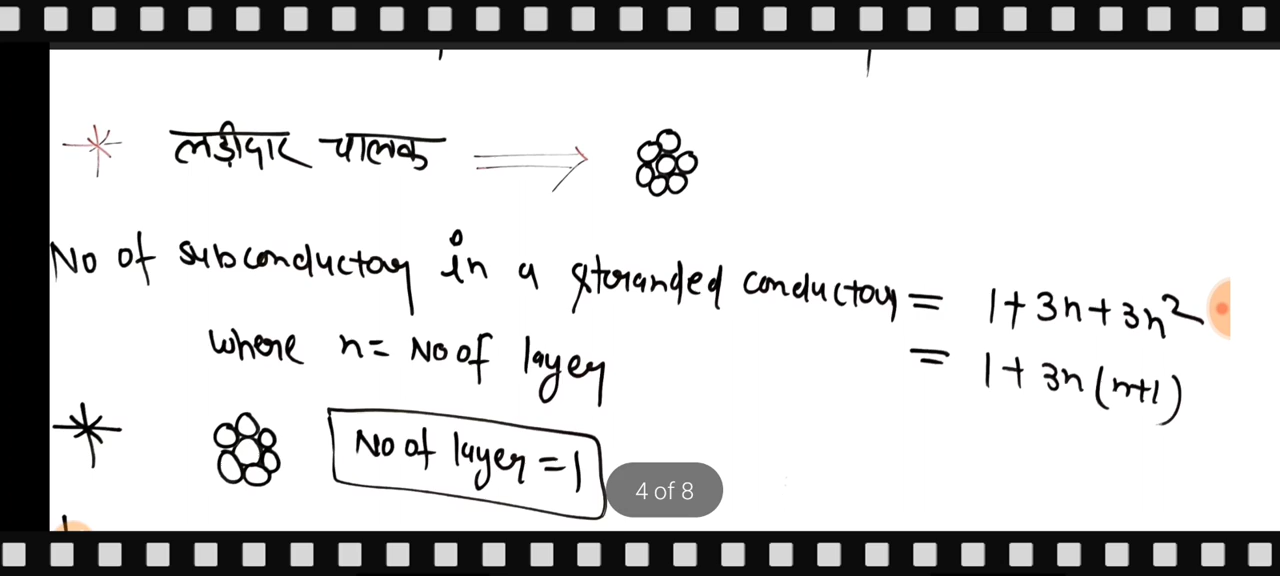 लड़ीदार चालक
No of subconductor in a stranded conductor = 1 + 3n + 3n²
where n = No of layer
= 1 + 3n (n+1)
No of layer = 1
4 of 8